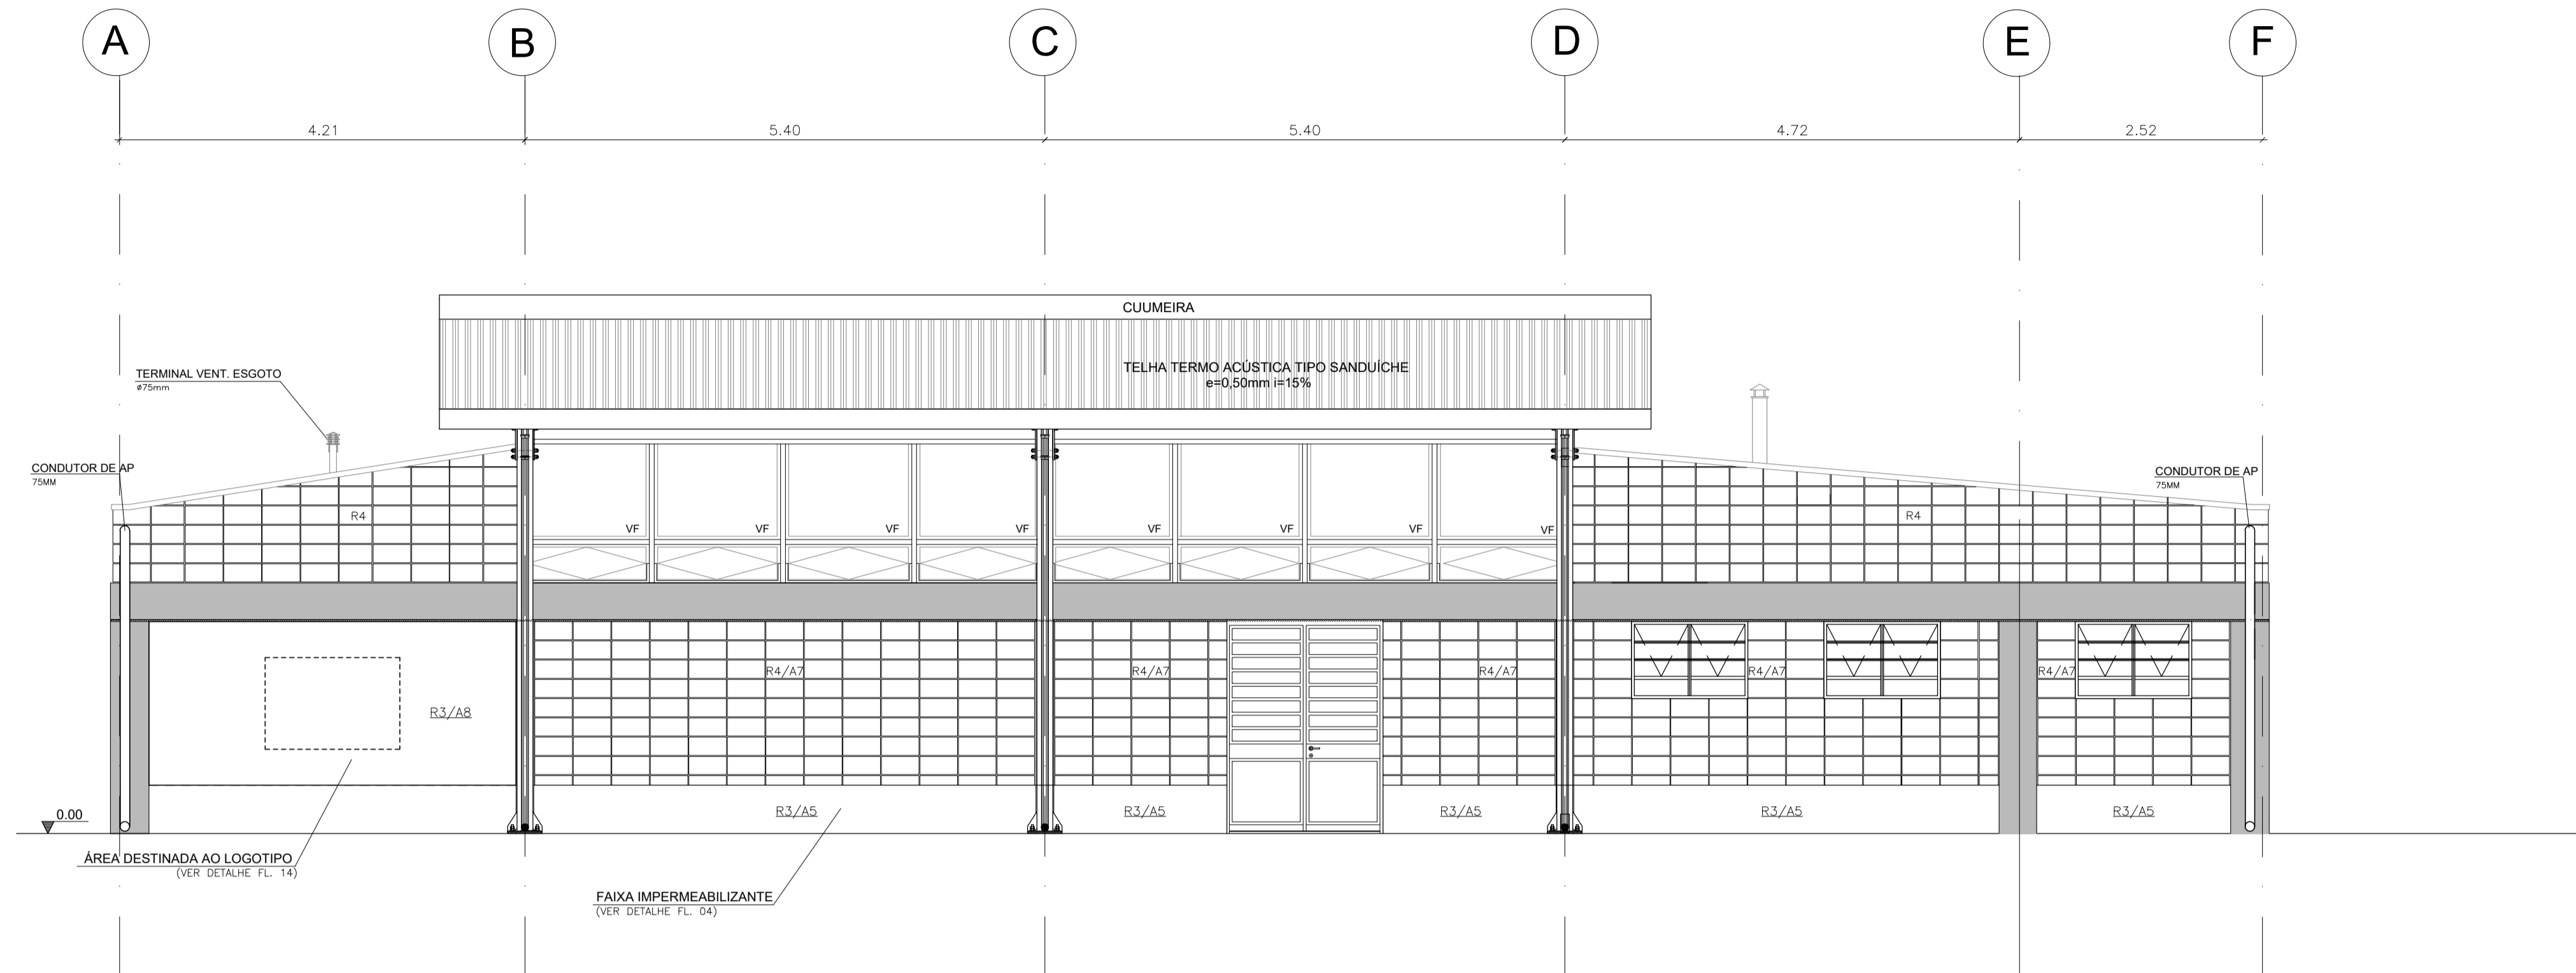 A B C D E F
4.21 5.40 5.40 4.72 2.52
CUUMEIRA
TELHA TERMO ACÚSTICA TIPO SANDUÍCHE
e=0,50mm i=15%
TERMINAL VENT. ESGOTO
ø75mm
CONDUTOR DE AP
75MM
CONDUTOR DE AP
75MM
R4 R4
VF VF VF VF VF VF VF VF
R4/A7 R4/A7 R4/A7 R4/A7 R4/A7
R3/A8
R3/A5 R3/A5 R3/A5 R3/A5 R3/A5
0.00
ÁREA DESTINADA AO LOGOTIPO
(VER DETALHE FL. 14)
FAIXA IMPERMEABILIZANTE
(VER DETALHE FL. 04)